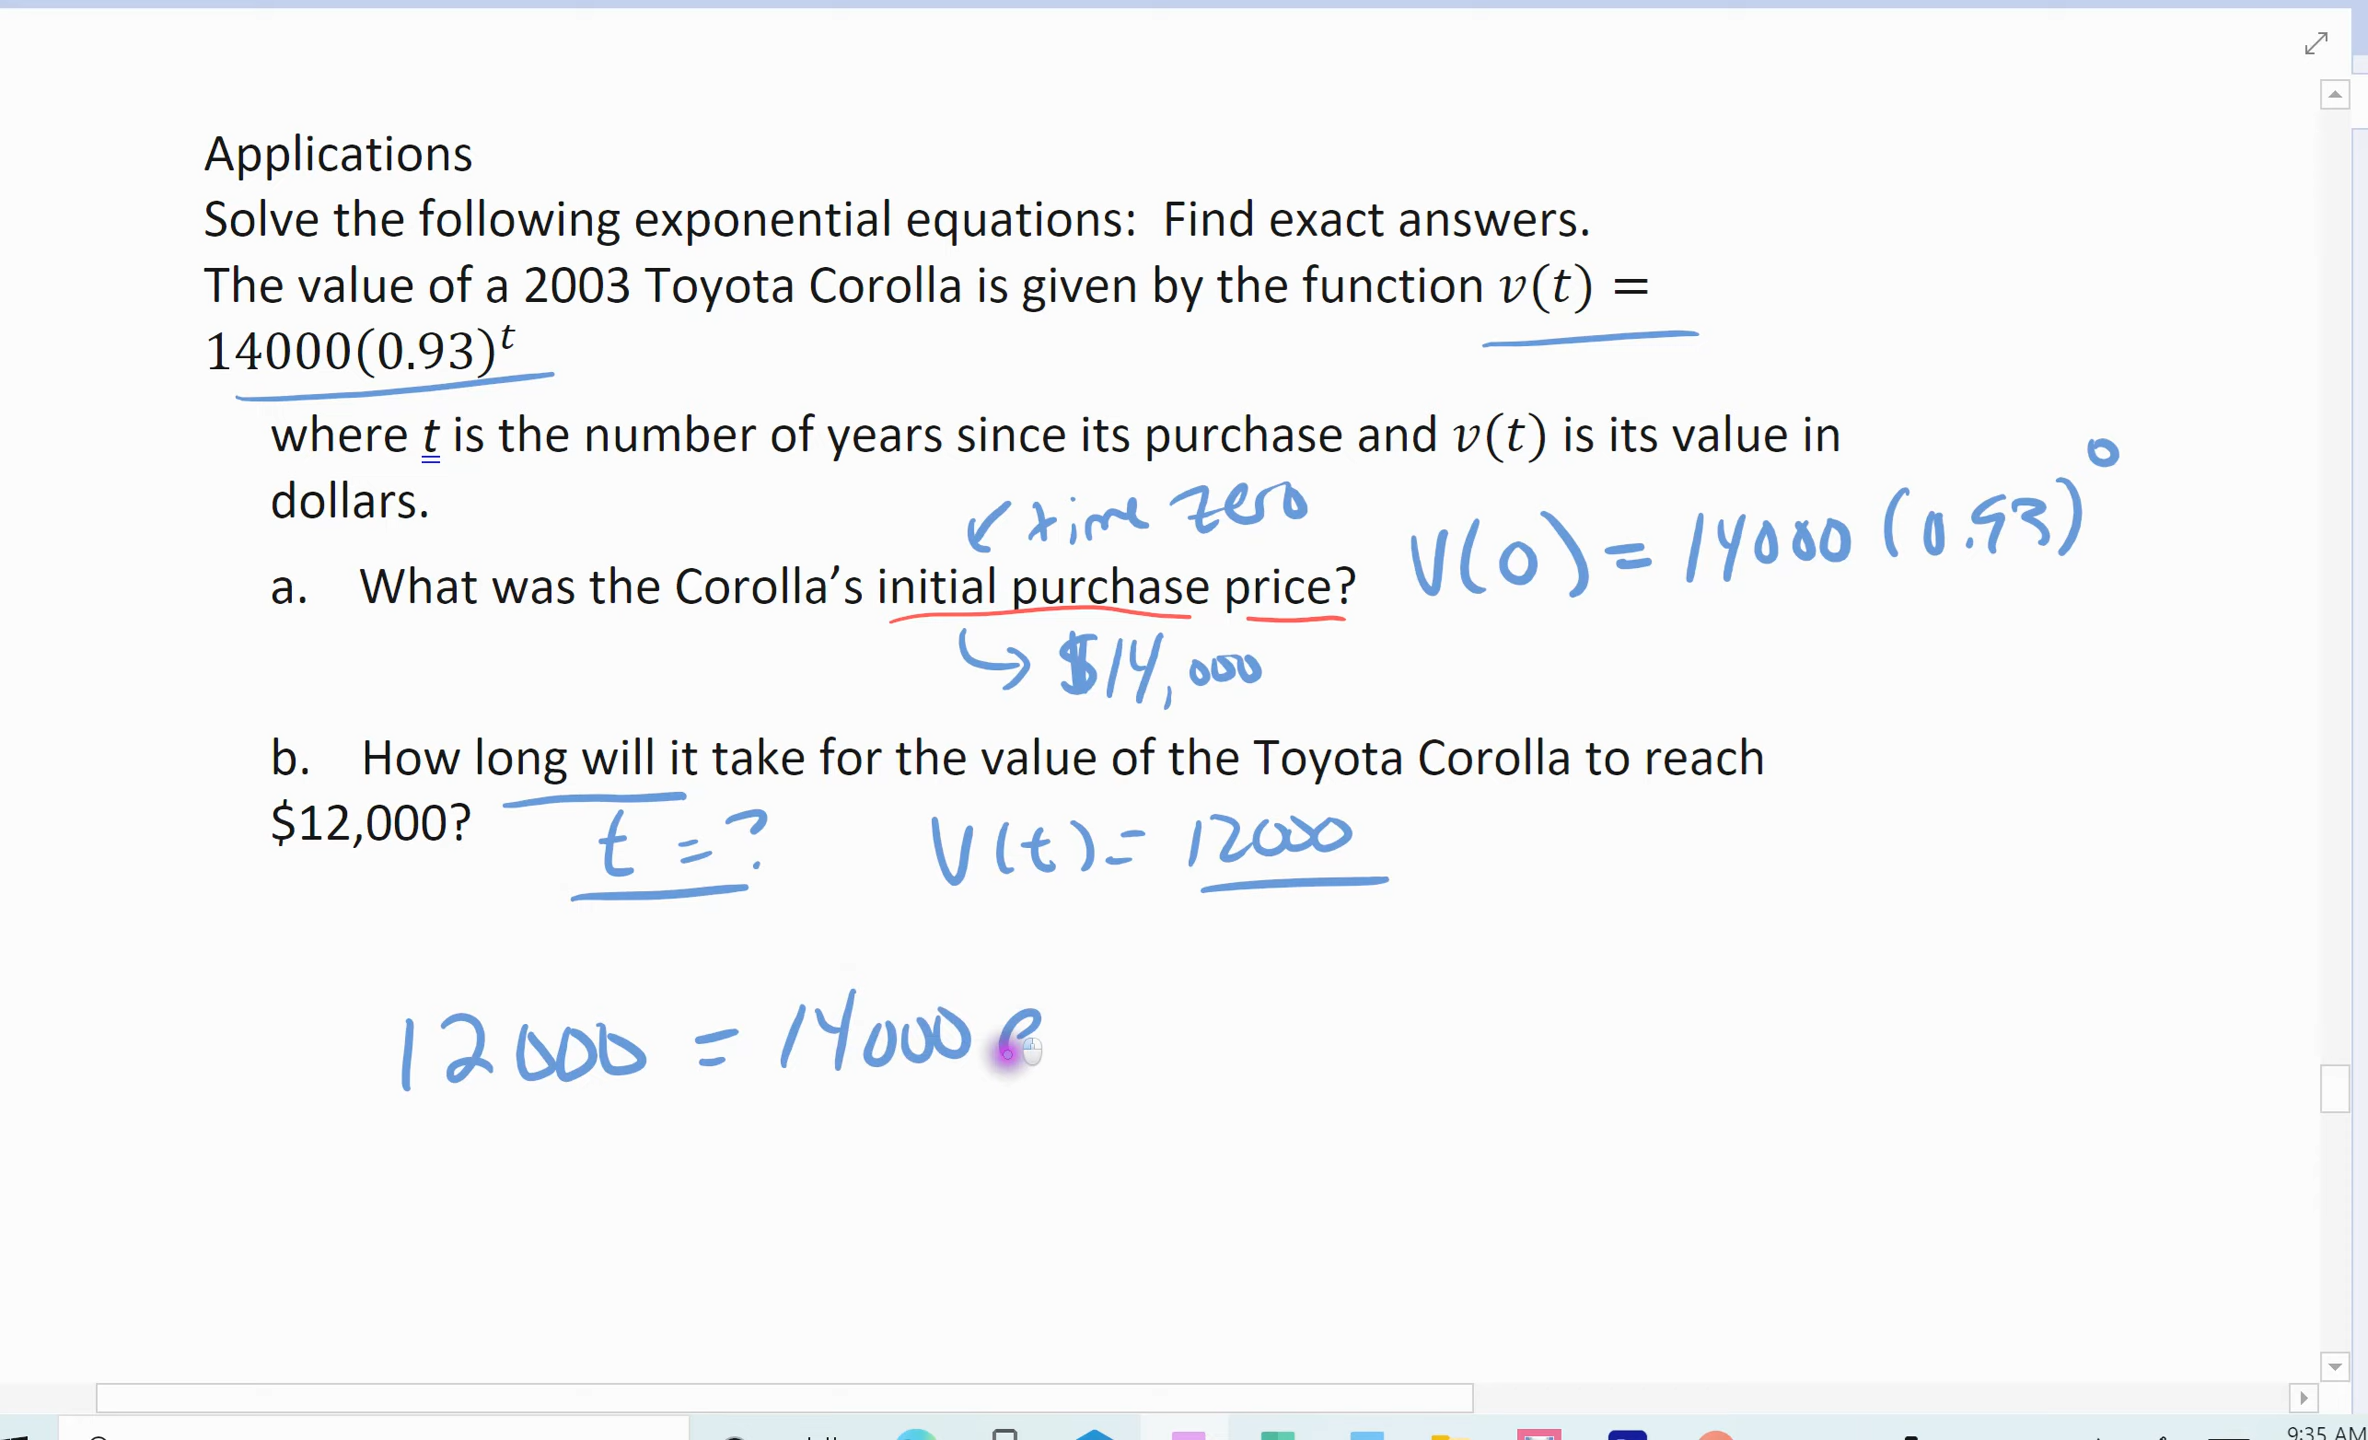 Applications
Solve the following exponential equations: Find exact answers.
The value of a 2003 Toyota Corolla is given by the function v(t) =
14000(0.93)^t
where t is the number of years since its purchase and v(t) is its value in
dollars.
time zero
V(0) = 14000 (0.93)^0
a. What was the Corolla’s initial purchase price?
$14,000
b. How long will it take for the value of the Toyota Corolla to reach
$12,000?
t = ?
V(t) = 12000
12000 = 14000
9:35 AM